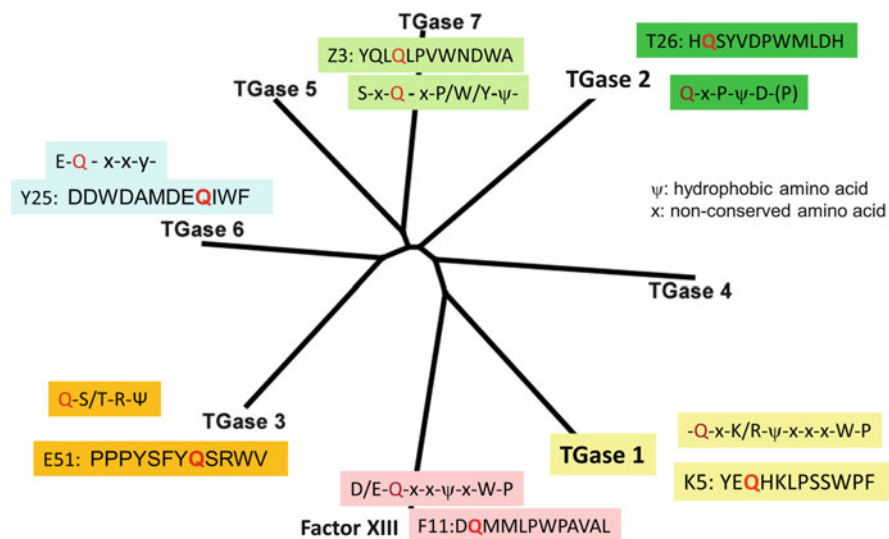 TGase 7
Z3: YQLQLPVWNDWA
S-x-Q - x-P/W/Y-ψ-
TGase 5
T26: HQSYVDPWMLDH
TGase 2
Q-x-P-ψ-D-(P)
E-Q - x-x-y-
Y25: DDWDAMDEQIWF
TGase 6
ψ: hydrophobic amino acid
x: non-conserved amino acid
TGase 4
Q-S/T-R-Ψ
TGase 3
E51: PPPYSFYQSRWV
-Q-x-K/R-ψ-x-x-x-W-P
TGase 1
K5: YEQHKLPSSWPF
D/E-Q-x-x-ψ-x-W-P
Factor XIII
F11:DQMMLPWPAVAL